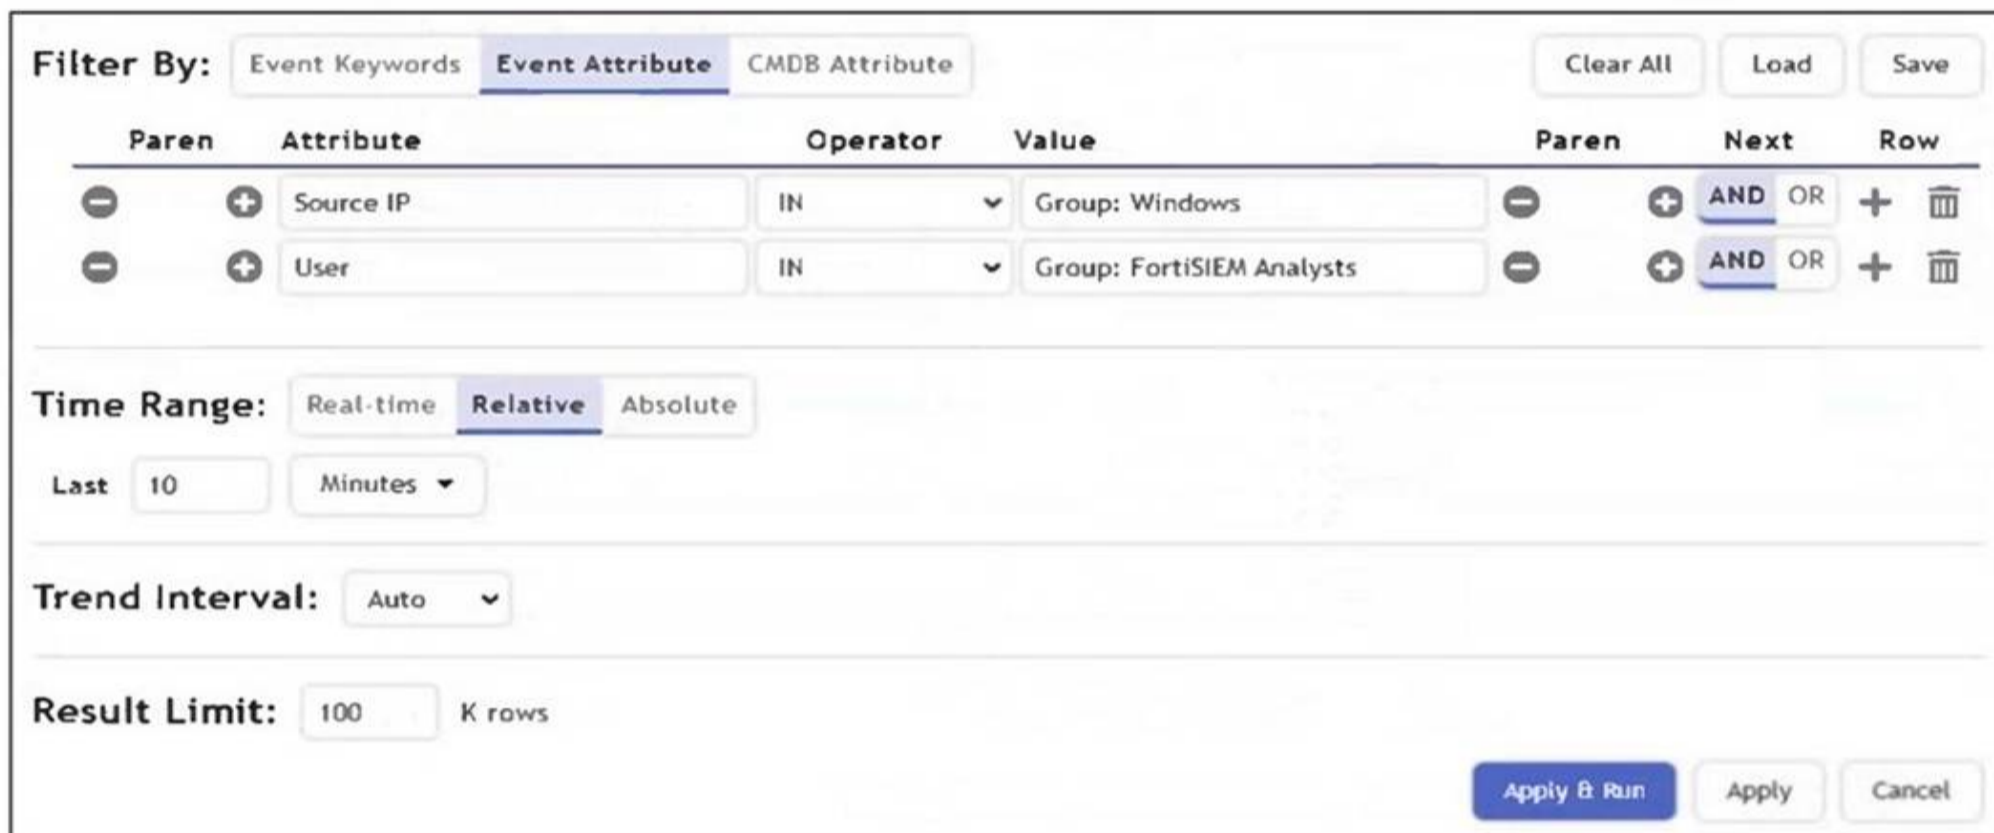 Filter By: Event Keywords Event Attribute CMDB Attribute Clear All Load Save
Paren Attribute Operator Value Paren Next Row
Source IP IN Group: Windows AND OR
User IN Group: FortiSIEM Analysts AND OR
Time Range: Real-time Relative Absolute
Last 10 Minutes
Trend Interval: Auto
Result Limit: 100 K rows
Apply & Run Apply Cancel